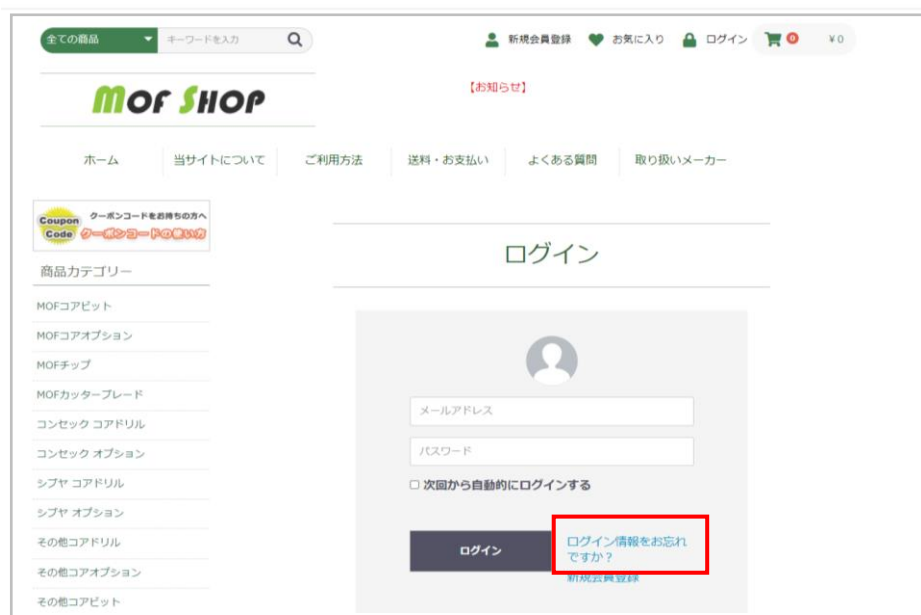 全ての商品
キーワードを入力
新規会員登録
お気に入り
ログイン
0
¥0
MOF SHOP
【お知らせ】
ホーム
当サイトについて
ご利用方法
送料・お支払い
よくある質問
取り扱いメーカー
Coupon
Code
クーポンコードをお持ちの方へ
クーポンコードの使い方
商品カテゴリー
MOFコアビット
MOFコアオプション
MOFチップ
MOFカッターブレード
コンセック コアドリル
コンセック オプション
シブヤ コアドリル
シブヤ オプション
その他コアドリル
その他コアオプション
その他コアビット
ログイン
メールアドレス
パスワード
次回から自動的にログインする
ログイン
ログイン情報をお忘れ
ですか？
新規会員登録